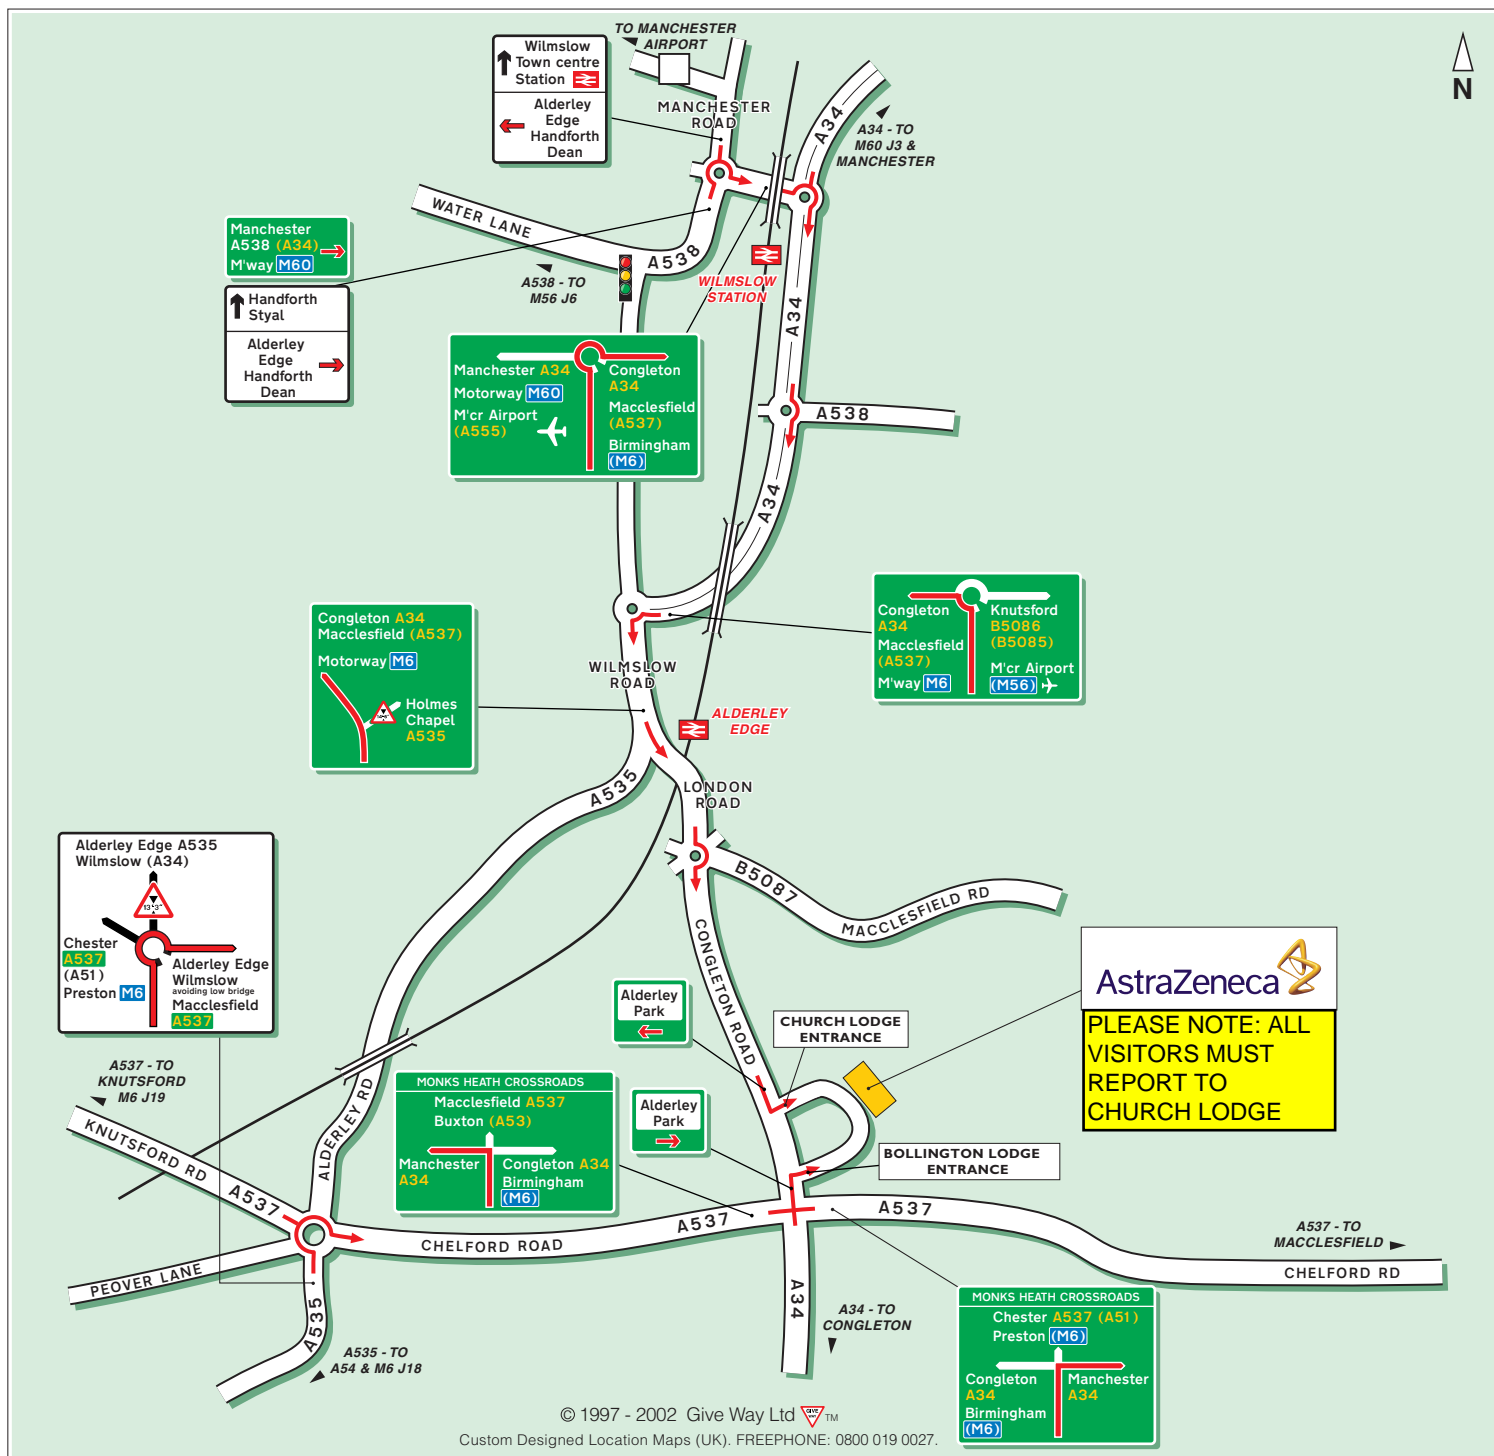 TO MANCHESTER
AIRPORT
N
Wilmslow
Town centre
Station
Alderley
Edge
Handforth
Dean
MANCHESTER
ROAD
A34
A34 - TO
M60 J3 &
MANCHESTER
WATER LANE
A538
A538 - TO
M56 J6
Manchester
A538 (A34)
M'way M60
Handforth
Styal
Alderley
Edge
Handforth
Dean
WILMSLOW
STATION
A34
Manchester A34
Motorway M60
M'cr Airport
(A555)
Congleton
A34
Macclesfield
(A537)
Birmingham
(M6)
A538
A34
Congleton
A34
Macclesfield
(A537)
M'way M6
Knutsford
B5086
(B5085)
M'cr Airport
(M56)
Congleton A34
Macclesfield (A537)
Motorway M6
Holmes
Chapel
A535
WILMSLOW
ROAD
ALDERLEY
EDGE
A535
LONDON
ROAD
Alderley Edge A535
Wilmslow (A34)
13'3"
Chester
A537
(A51)
Preston M6
Alderley Edge
Wilmslow
avoiding low bridge
Macclesfield
A537
B5087
MACCLESFIELD RD
CONGLETON ROAD
AstraZeneca
PLEASE NOTE: ALL
VISITORS MUST
REPORT TO
CHURCH LODGE
Alderley
Park
CHURCH LODGE
ENTRANCE
Alderley
Park
BOLLINGTON LODGE
ENTRANCE
A537 - TO
KNUTSFORD
M6 J19
KNUTSFORD RD
A537
ALDERLEY RD
MONKS HEATH CROSSROADS
Macclesfield A537
Buxton (A53)
Manchester
A34
Congleton A34
Birmingham
(M6)
A537
A537
CHELFORD ROAD
PEOVER LANE
A535
A535 - TO
A54 & M6 J18
A34
A34 - TO
CONGLETON
A537 - TO
MACCLESFIELD
CHELFORD RD
MONKS HEATH CROSSROADS
Chester A537 (A51)
Preston (M6)
Congleton
A34
Birmingham
(M6)
Manchester
A34
© 1997 - 2002 Give Way Ltd GIVE WAY TM
Custom Designed Location Maps (UK). FREEPHONE: 0800 019 0027.